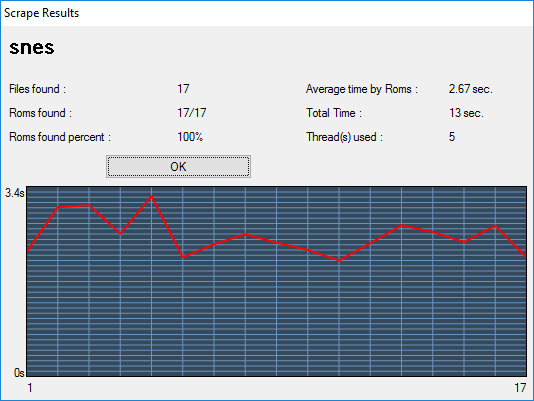 Scrape Results
snes
Files found : 17 Average time by Roms : 2.67 sec.
Roms found : 17/17 Total Time : 13 sec.
Roms found percent : 100% Thread(s) used : 5
OK
3.4s
0s
1 17